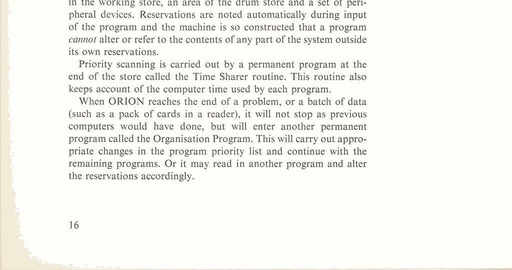 in the working store, an area of the drum store and a set of peri-
pheral devices. Reservations are noted automatically during input
of the program and the machine is so constructed that a program
cannot alter or refer to the contents of any part of the system outside
its own reservations.
Priority scanning is carried out by a permanent program at the
end of the store called the Time Sharer routine. This routine also
keeps account of the computer time used by each program.
When ORION reaches the end of a problem, or a batch of data
(such as a pack of cards in a reader), it will not stop as previous
computers would have done, but will enter another permanent
program called the Organisation Program. This will carry out appro-
priate changes in the program priority list and continue with the
remaining programs. Or it may read in another program and alter
the reservations accordingly.
16